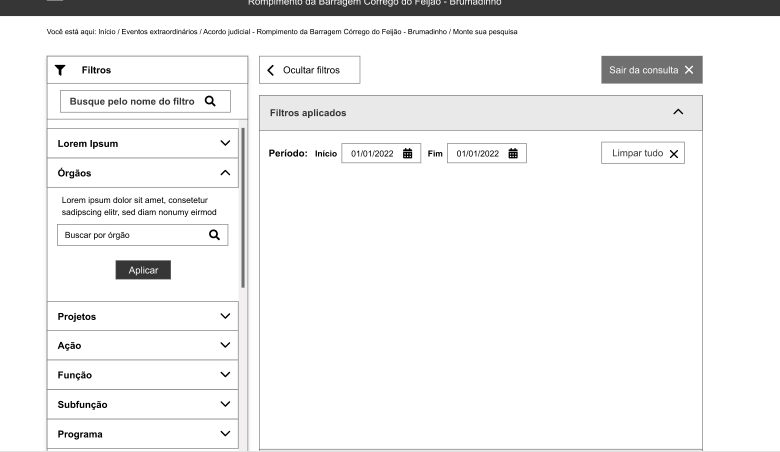 Rompimento da Barragem Córrego do Feijão - Brumadinho
Você está aqui: Início / Eventos extraordinários / Acordo judicial - Rompimento da Barragem Córrego do Feijão - Brumadinho / Monte sua pesquisa
Filtros
Busque pelo nome do filtro
Lorem Ipsum
Órgãos
Lorem ipsum dolor sit amet, consetetur
sadipscing elitr, sed diam nonumy eirmod
Buscar por órgão
Aplicar
Projetos
Ação
Função
Subfunção
Programa
Ocultar filtros
Sair da consulta
Filtros aplicados
Período: Início 01/01/2022 Fim 01/01/2022
Limpar tudo